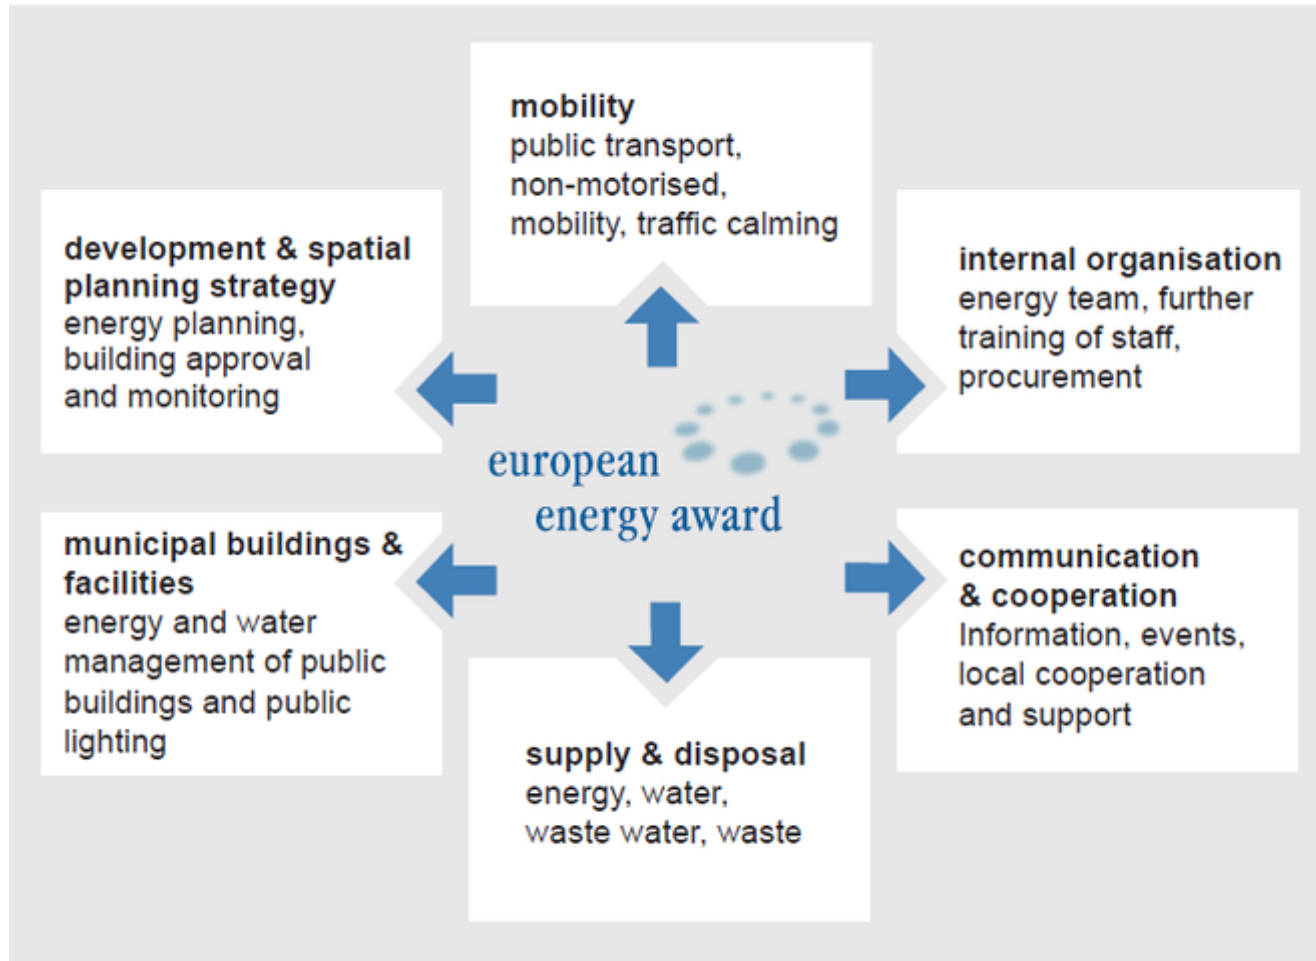 mobility
public transport,
non-motorised,
mobility, traffic calming
development & spatial
planning strategy
energy planning,
building approval
and monitoring
internal organisation
energy team, further
training of staff,
procurement
european
energy award
municipal buildings &
facilities
energy and water
management of public
buildings and public
lighting
communication
& cooperation
Information, events,
local cooperation
and support
supply & disposal
energy, water,
waste water, waste